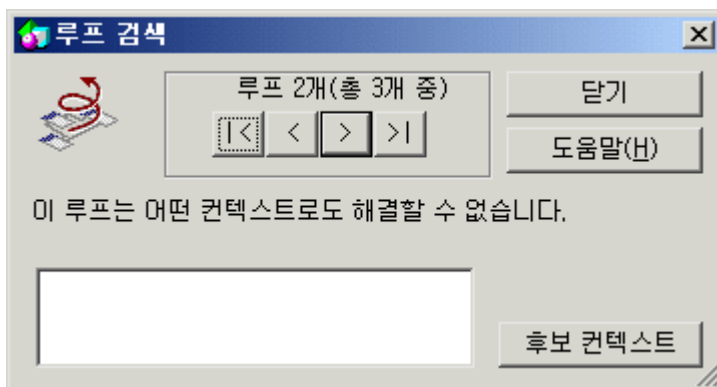 루프 검색
루프 2개(총 3개 중)
|< < > >|
닫기
도움말(H)
이 루프는 어떤 컨텍스트로도 해결할 수 없습니다.
후보 컨텍스트